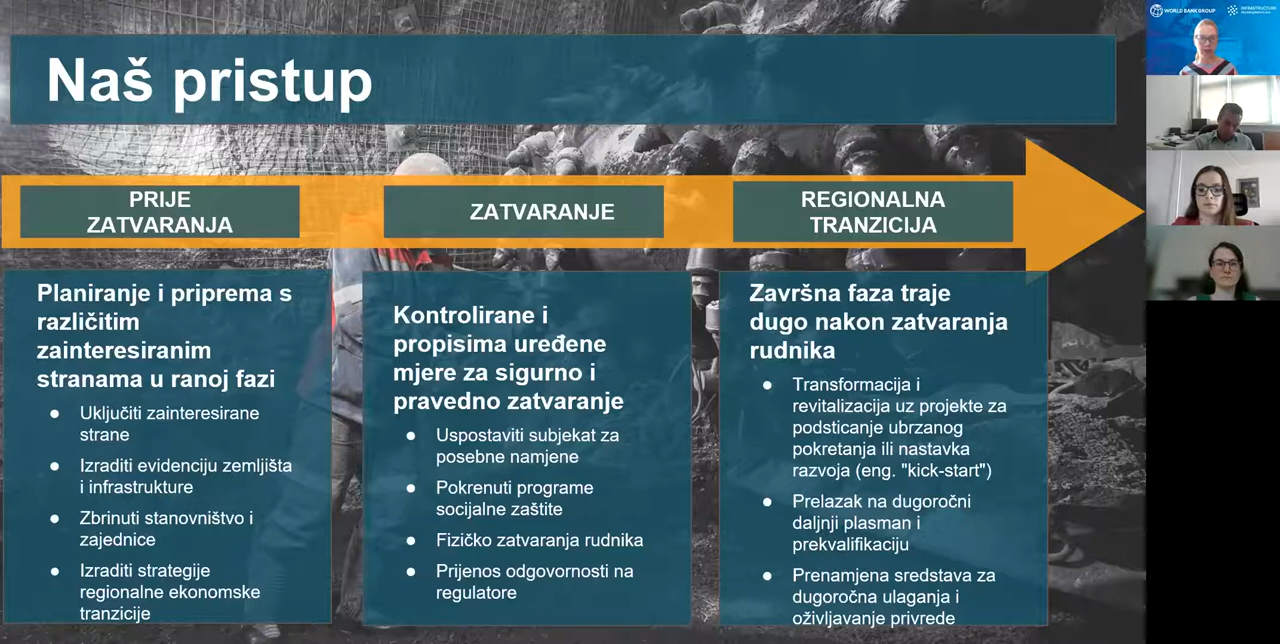 Naš pristup
PRIJE
ZATVARANJA
ZATVARANJE
REGIONALNA
TRANZICIJA
Planiranje i priprema s
različitim
zainteresiranim
stranama u ranoj fazi
● Uključiti zainteresirane
strane
● Izraditi evidenciju zemljišta
i infrastrukture
● Zbrinuti stanovništvo i
zajednice
● Izraditi strategije
regionalne ekonomske
tranzicije
Kontrolirane i
propisima uređene
mjere za sigurno i
pravedno zatvaranje
● Uspostaviti subjekat za
posebne namjene
● Pokrenuti programe
socijalne zaštite
● Fizičko zatvaranja rudnika
● Prijenos odgovornosti na
regulatore
Završna faza traje
dugo nakon zatvaranja
rudnika
● Transformacija i
revitalizacija uz projekte za
podsticanje ubrzanog
pokretanja ili nastavka
razvoja (eng. "kick-start")
● Prelazak na dugoročni
daljnji plasman i
prekvalifikaciju
● Prenamjena sredstava za
dugoročna ulaganja i
oživljavanje privrede
WORLD BANK GROUP
INFRASTRUCTURE